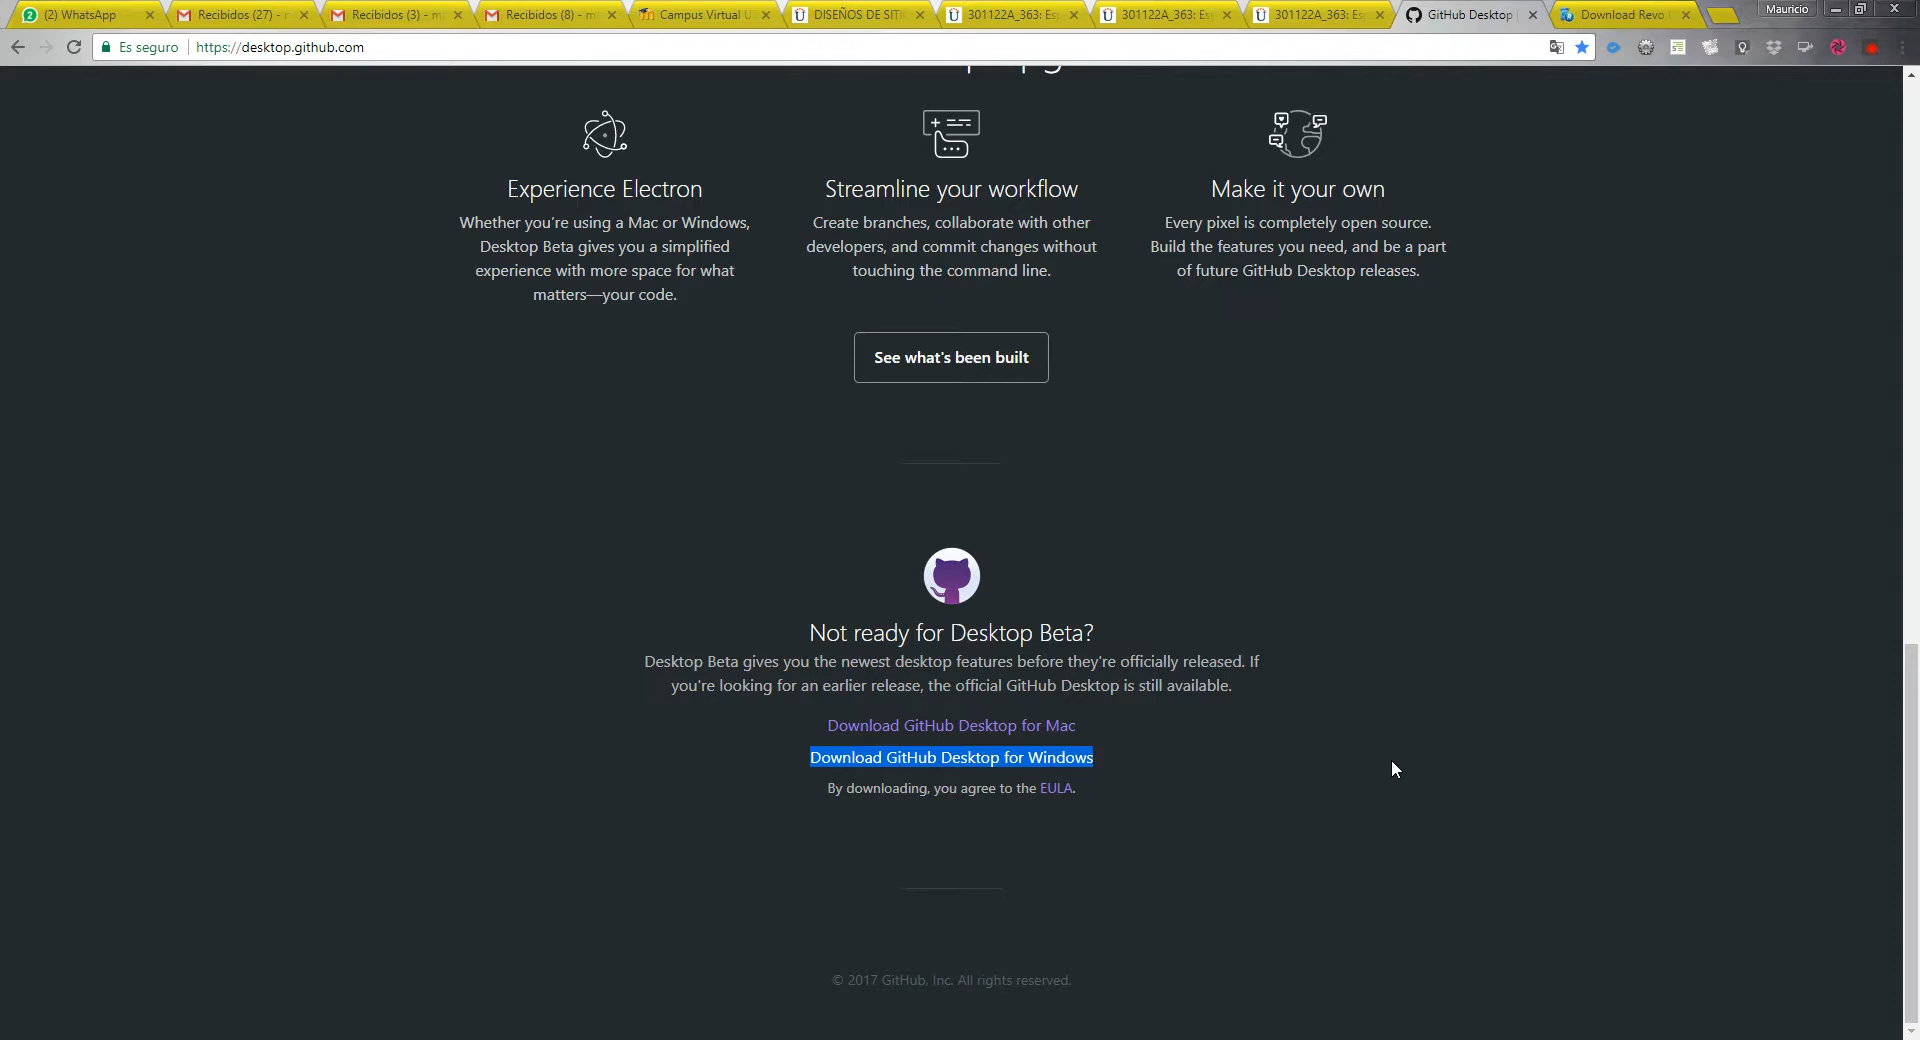 (2) WhatsApp
Recibidos (27) -
Recibidos (3) -
Recibidos (8) -
Campus Virtual U
DISEÑOS DE SITI
301122A_363: Es
301122A_363: Es
301122A_363: Es
GitHub Desktop
Download Revo
Mauricio
Es seguro
https://desktop.github.com
Experience Electron
Whether you're using a Mac or Windows,
Desktop Beta gives you a simplified
experience with more space for what
matters—your code.
Streamline your workflow
Create branches, collaborate with other
developers, and commit changes without
touching the command line.
Make it your own
Every pixel is completely open source.
Build the features you need, and be a part
of future GitHub Desktop releases.
See what's been built
Not ready for Desktop Beta?
Desktop Beta gives you the newest desktop features before they're officially released. If
you're looking for an earlier release, the official GitHub Desktop is still available.
Download GitHub Desktop for Mac
Download GitHub Desktop for Windows
By downloading, you agree to the EULA.
© 2017 GitHub, Inc. All rights reserved.